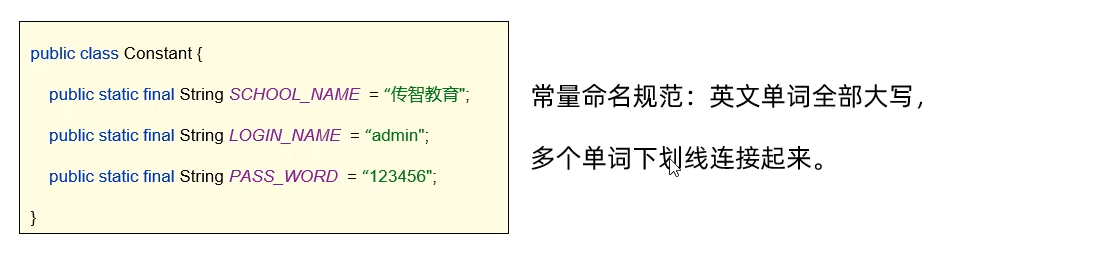 public class Constant {
public static final String SCHOOL_NAME = “传智教育";
public static final String LOGIN_NAME = “admin";
public static final String PASS_WORD = “123456";
}
常量命名规范：英文单词全部大写，
多个单词下划线连接起来。